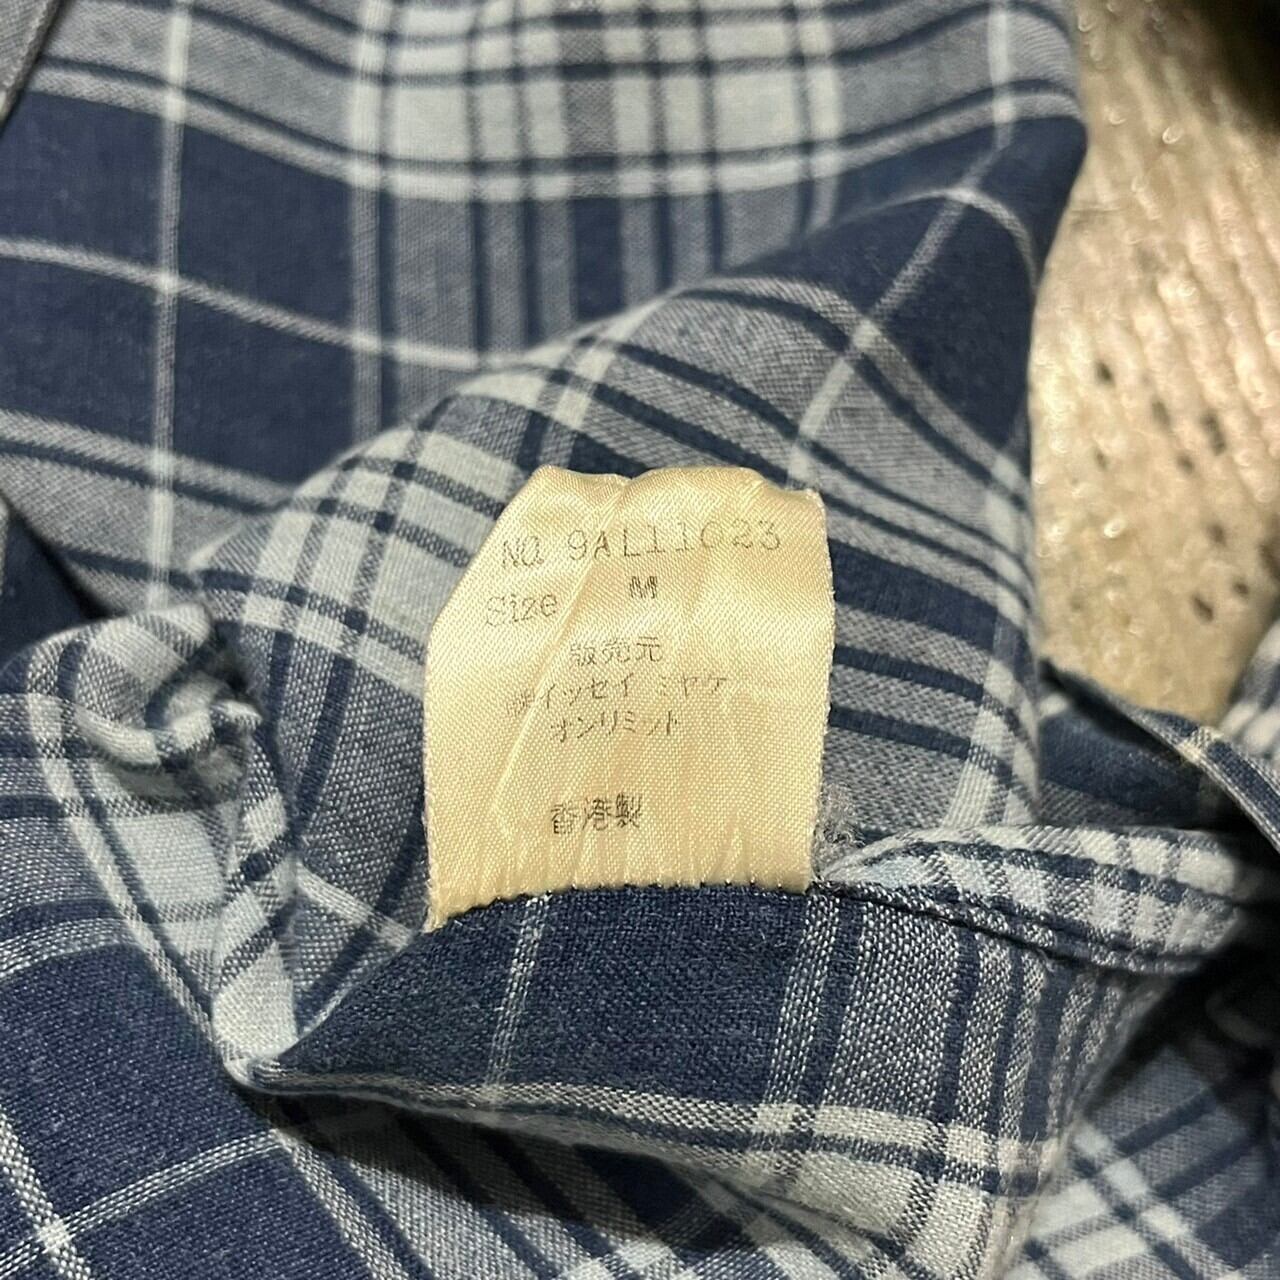 NO. 9AL11023
Size M
販売元
㈱イッセイ ミヤケ
オンリミット
香港製